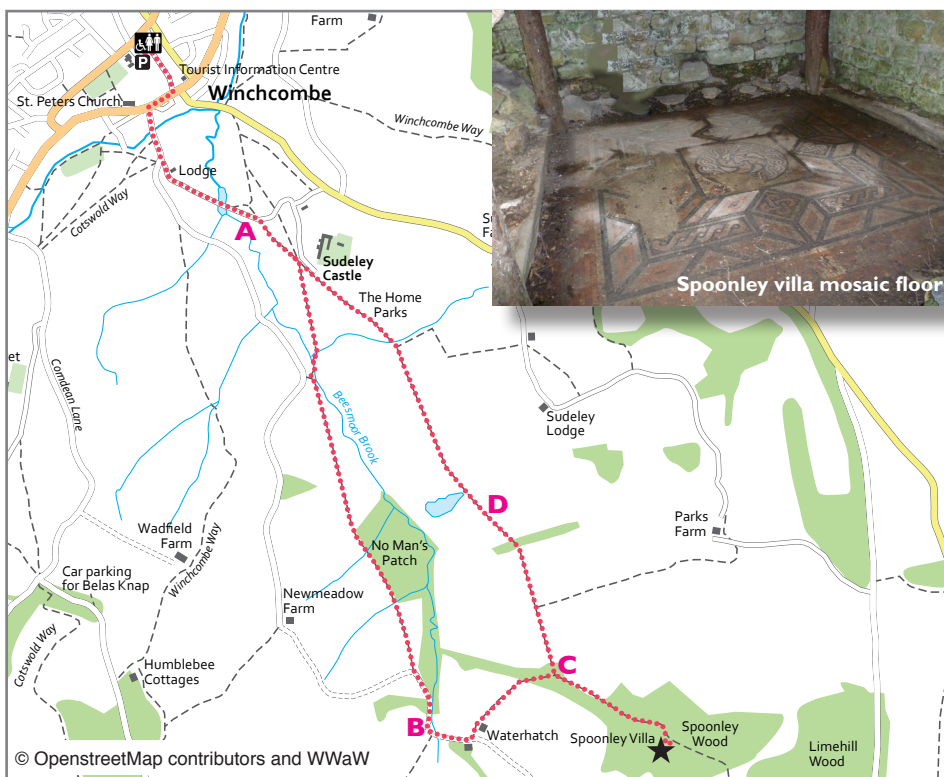 Farm
P
Tourist Information Centre
St. Peters Church
Winchcombe
Winchcombe Way
Lodge
Cotswold Way
A
Sudeley
Castle
The Home
Parks
Spoonley villa mosaic floor
et
Corndean Lane
Beesmoor Brook
Sudeley
Lodge
D
Parks
Farm
Wadfield
Farm
No Man's
Patch
Car parking
for Belas Knap
Winchcombe Way
Newmeadow
Farm
Cotswold Way
Humblebee
Cottages
C
B
Waterhatch
Spoonley Villa
Spoonley
Wood
Limehill
Wood
© OpenstreetMap contributors and WWaW